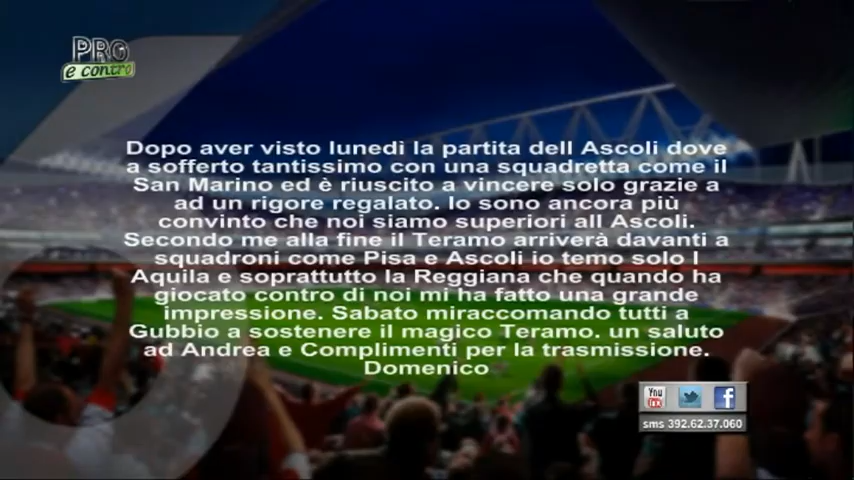 PRO
e contro
Dopo aver visto lunedì la partita dell Ascoli dove
a sofferto tantissimo con una squadretta come il
San Marino ed è riuscito a vincere solo grazie a
ad un rigore regalato. Io sono ancora più
convinto che noi siamo superiori all Ascoli.
Secondo me alla fine il Teramo arriverà davanti a
squadroni come Pisa e Ascoli io temo solo l
Aquila e soprattutto la Reggiana che quando ha
giocato contro di noi mi ha fatto una grande
impressione. Sabato miraccomando tutti a
Gubbio a sostenere il magico Teramo. un saluto
ad Andrea e Complimenti per la trasmissione.
Domenico
You
sms 392.62.37.060